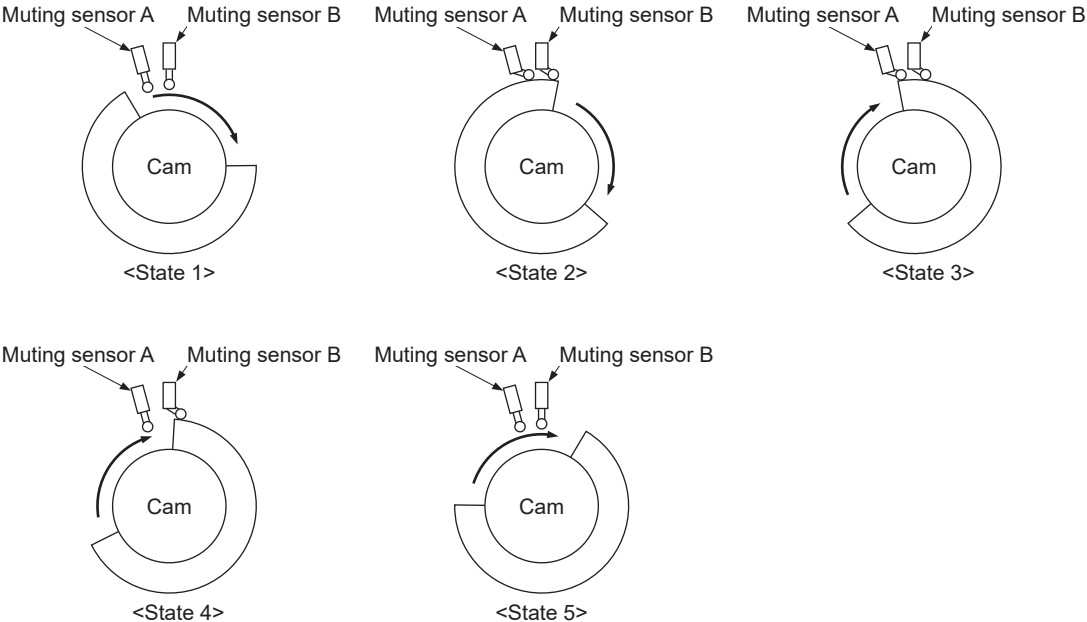 Muting sensor A Muting sensor B Muting sensor A Muting sensor B Muting sensor A Muting sensor B
Cam Cam Cam
<State 1> <State 2> <State 3>
Muting sensor A Muting sensor B Muting sensor A Muting sensor B
Cam Cam
<State 4> <State 5>